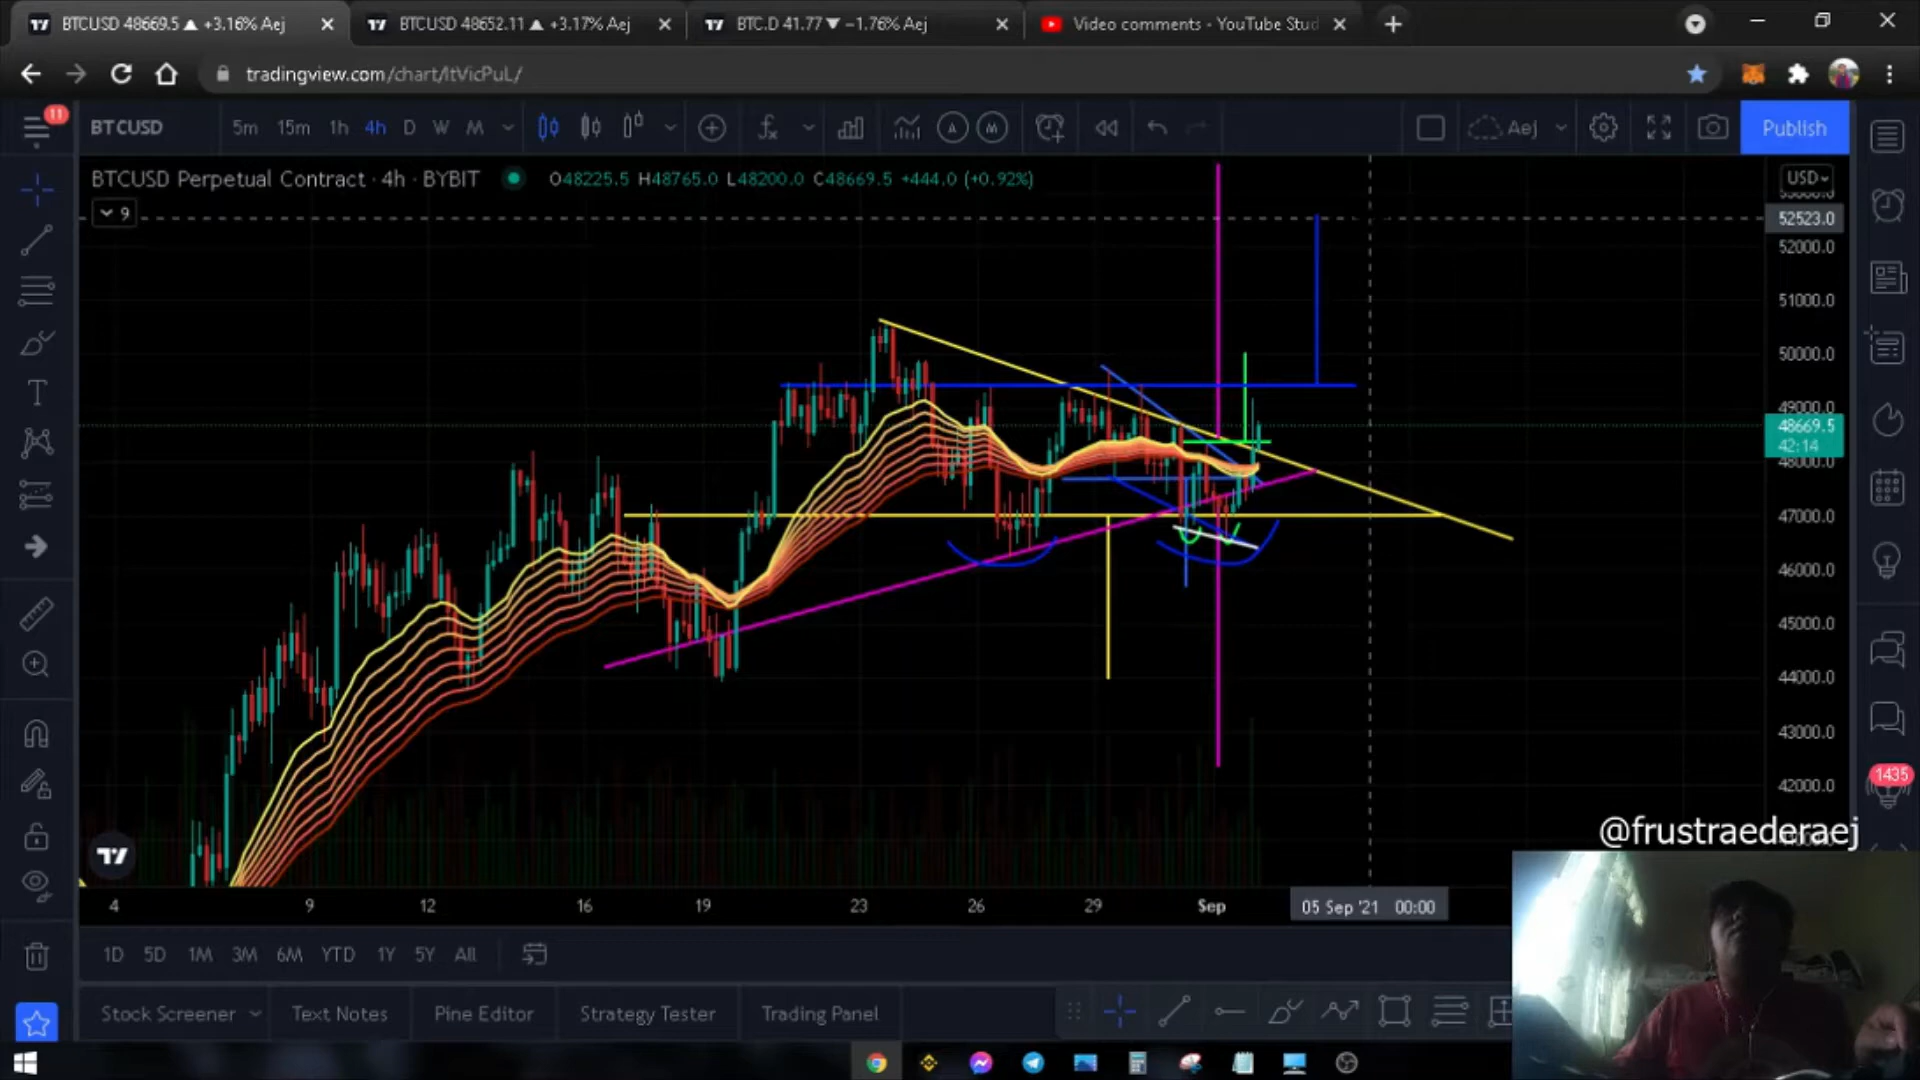 BTCUSD 48669.5 ▲ +3.16% Aej
BTCUSD 48652.11 ▲ +3.17% Aej
BTC.D 41.77 ▼ −1.76% Aej
Video comments - YouTube Stud
tradingview.com/chart/ItVicPuL/
11
BTCUSD 5m 15m 1h 4h D W M
Aej
Publish
BTCUSD Perpetual Contract · 4h · BYBIT O48225.5 H48765.0 L48200.0 C48669.5 +444.0 (+0.92%)
USD
9
52523.0
52000.0
51000.0
50000.0
49000.0
48669.5
42:14
48000.0
47000.0
46000.0
45000.0
44000.0
43000.0
42000.0
1435
@frustraederaej
4 9 12 16 19 23 26 29 Sep 05 Sep '21 00:00
1D 5D 1M 3M 6M YTD 1Y 5Y All
Stock Screener Text Notes Pine Editor Strategy Tester Trading Panel